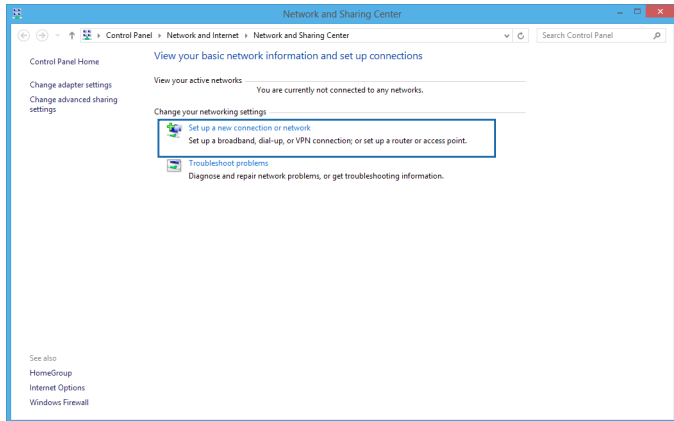 Network and Sharing Center
Control Panel ▸ Network and Internet ▸ Network and Sharing Center
Search Control Panel
Control Panel Home
Change adapter settings
Change advanced sharing
settings
View your basic network information and set up connections
View your active networks
You are currently not connected to any networks.
Change your networking settings
Set up a new connection or network
Set up a broadband, dial-up, or VPN connection; or set up a router or access point.
Troubleshoot problems
Diagnose and repair network problems, or get troubleshooting information.
See also
HomeGroup
Internet Options
Windows Firewall